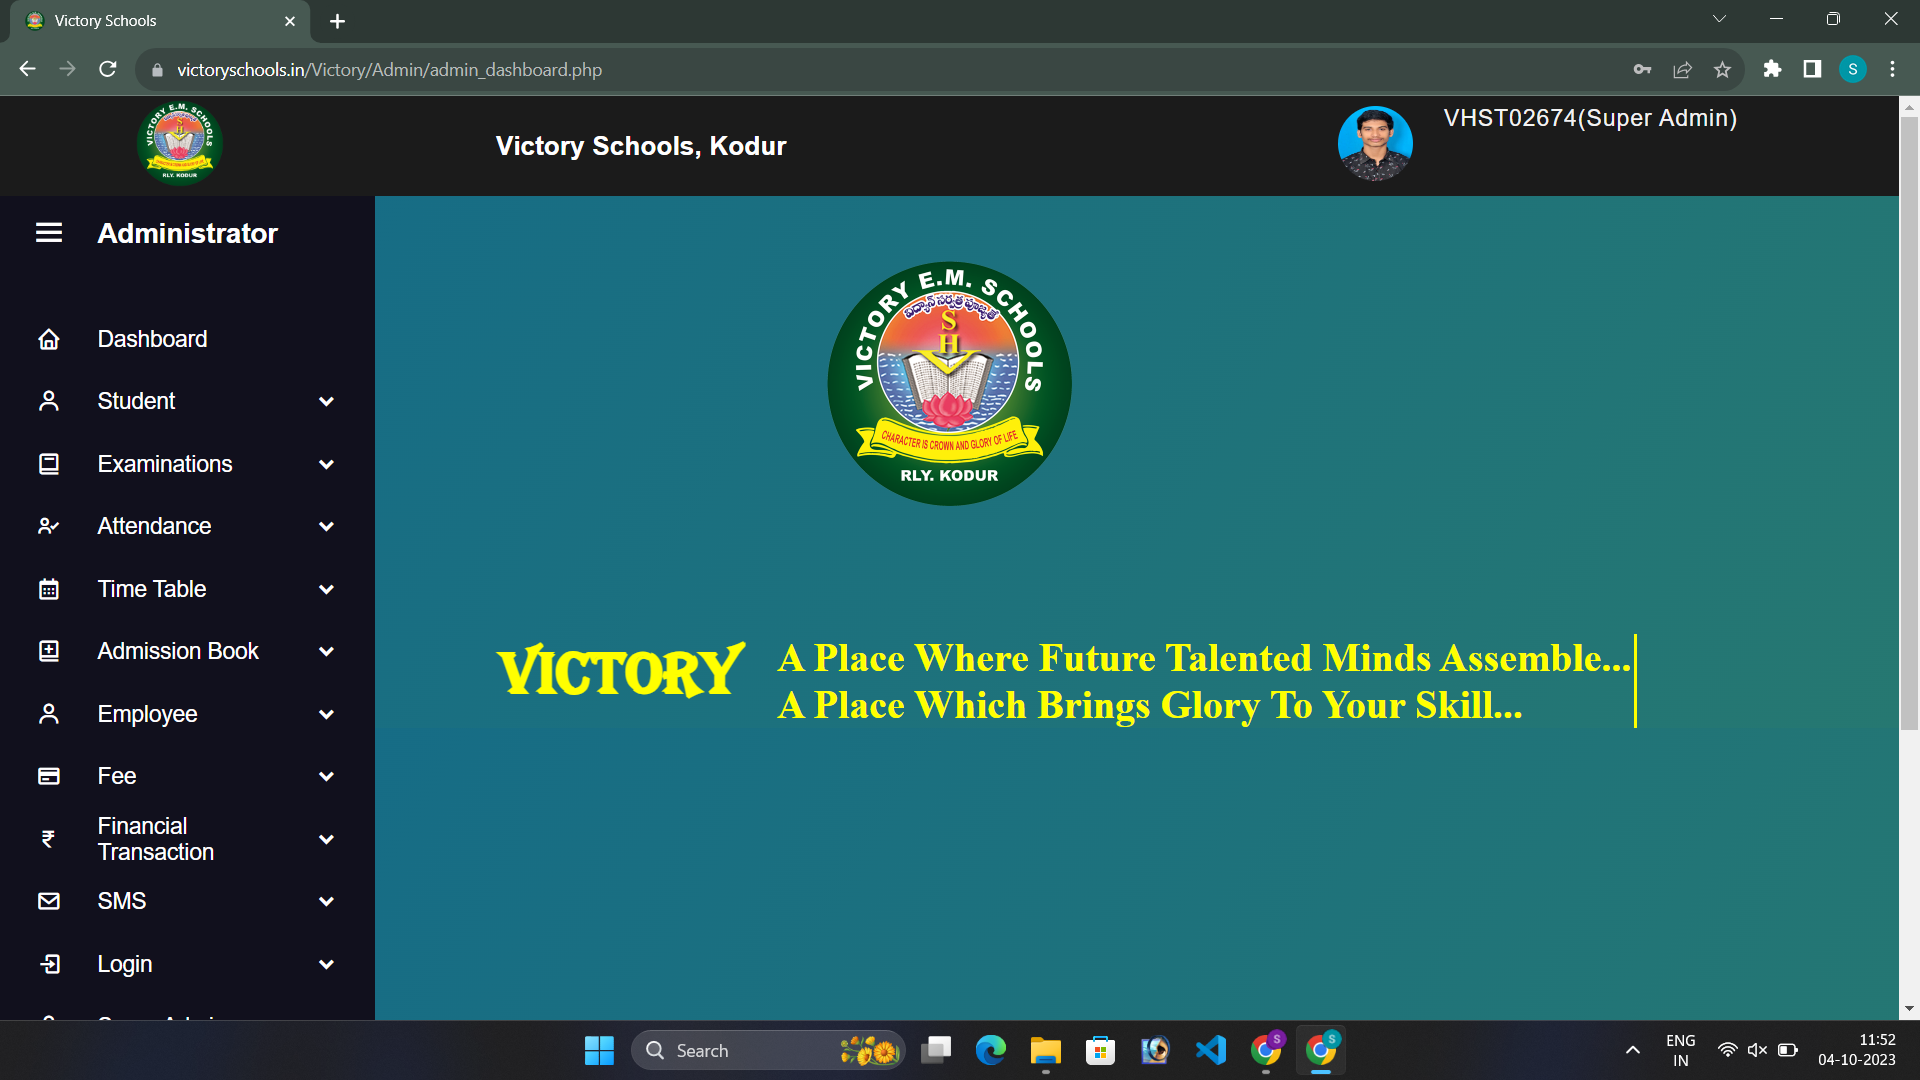 Victory Schools
victoryschools.in/Victory/Admin/admin_dashboard.php
S
VICTORY E.M. SCHOOLS
S
H
V
RLY. KODUR
Victory Schools, Kodur
VHST02674(Super Admin)
Administrator
Dashboard
Student
Examinations
Attendance
Time Table
Admission Book
Employee
Fee
Financial
Transaction
SMS
Login
VICTORY E.M. SCHOOLS
విద్వాన్ సర్వత్ర పూజ్యతే
S
H
V
CHARACTER IS CROWN AND GLORY OF LIFE
RLY. KODUR
VICTORY
A Place Where Future Talented Minds Assemble...
A Place Which Brings Glory To Your Skill...
Search
S
S
ENG
IN
11:52
04-10-2023